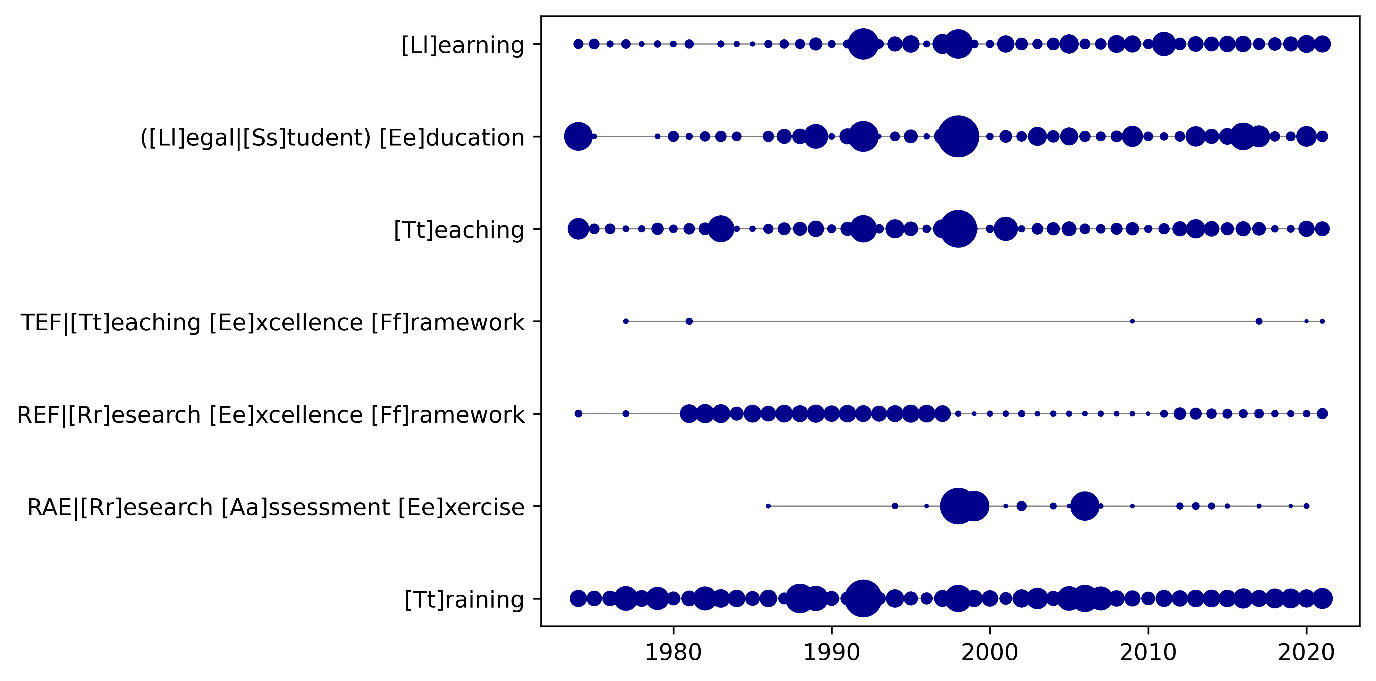 [Ll]earning
([Ll]egal|[Ss]tudent) [Ee]ducation
[Tt]eaching
TEF|[Tt]eaching [Ee]xcellence [Ff]ramework
REF|[Rr]esearch [Ee]xcellence [Ff]ramework
RAE|[Rr]esearch [Aa]ssessment [Ee]xercise
[Tt]raining
1980 1990 2000 2010 2020